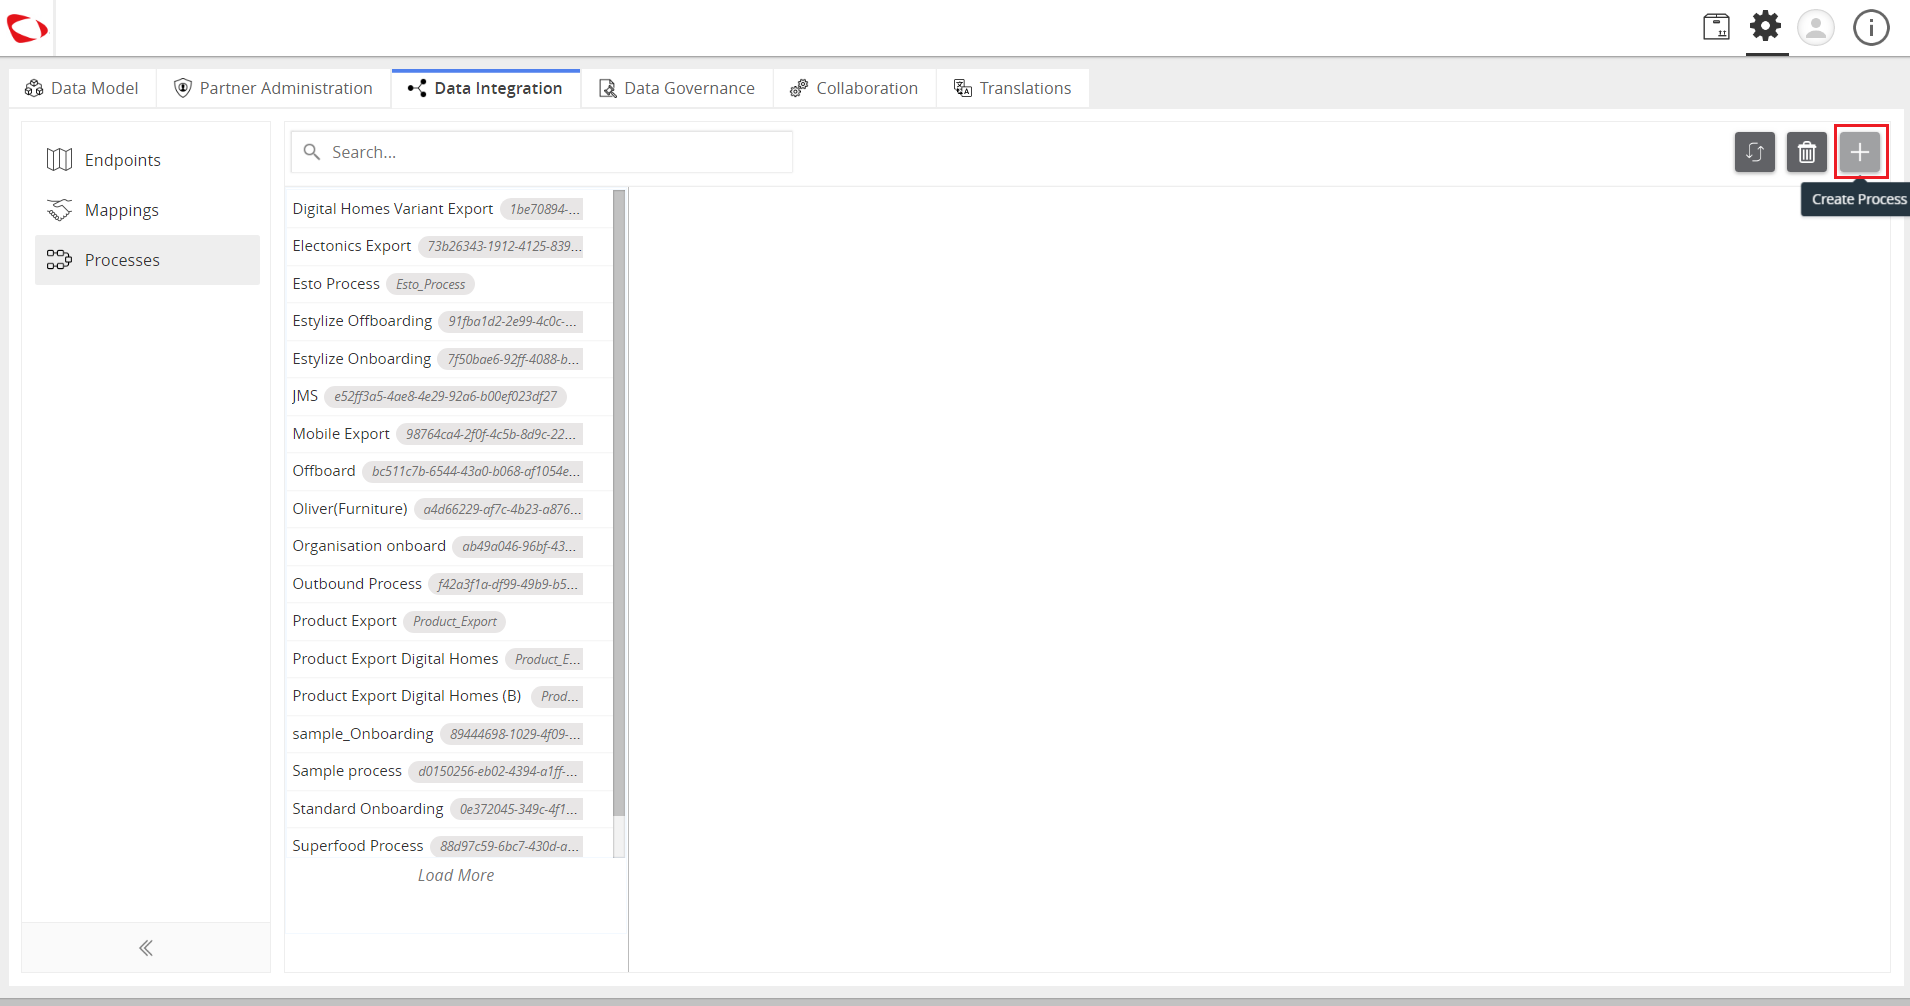 Data Model
Partner Administration
Data Integration
Data Governance
Collaboration
Translations
Endpoints
Mappings
Processes
Search...
Create Process
Digital Homes Variant Export 1be70894-...
Electonics Export 73b26343-1912-4125-839...
Esto Process Esto_Process
Estylize Offboarding 91fba1d2-2e99-4c0c-...
Estylize Onboarding 7f50bae6-92ff-4088-b...
JMS e52ff3a5-4ae8-4e29-92a6-b00ef023df27
Mobile Export 98764ca4-2f0f-4c5b-8d9c-22...
Offboard bc511c7b-6544-43a0-b068-af1054e...
Oliver(Furniture) a4d66229-af7c-4b23-a876...
Organisation onboard ab49a046-96bf-43...
Outbound Process f42a3f1a-df99-49b9-b5...
Product Export Product_Export
Product Export Digital Homes Product_E...
Product Export Digital Homes (B) Prod...
sample_Onboarding 89444698-1029-4f09-...
Sample process d0150256-eb02-4394-a1ff-...
Standard Onboarding 0e372045-349c-4f1...
Superfood Process 88d97c59-6bc7-430d-a...
Load More